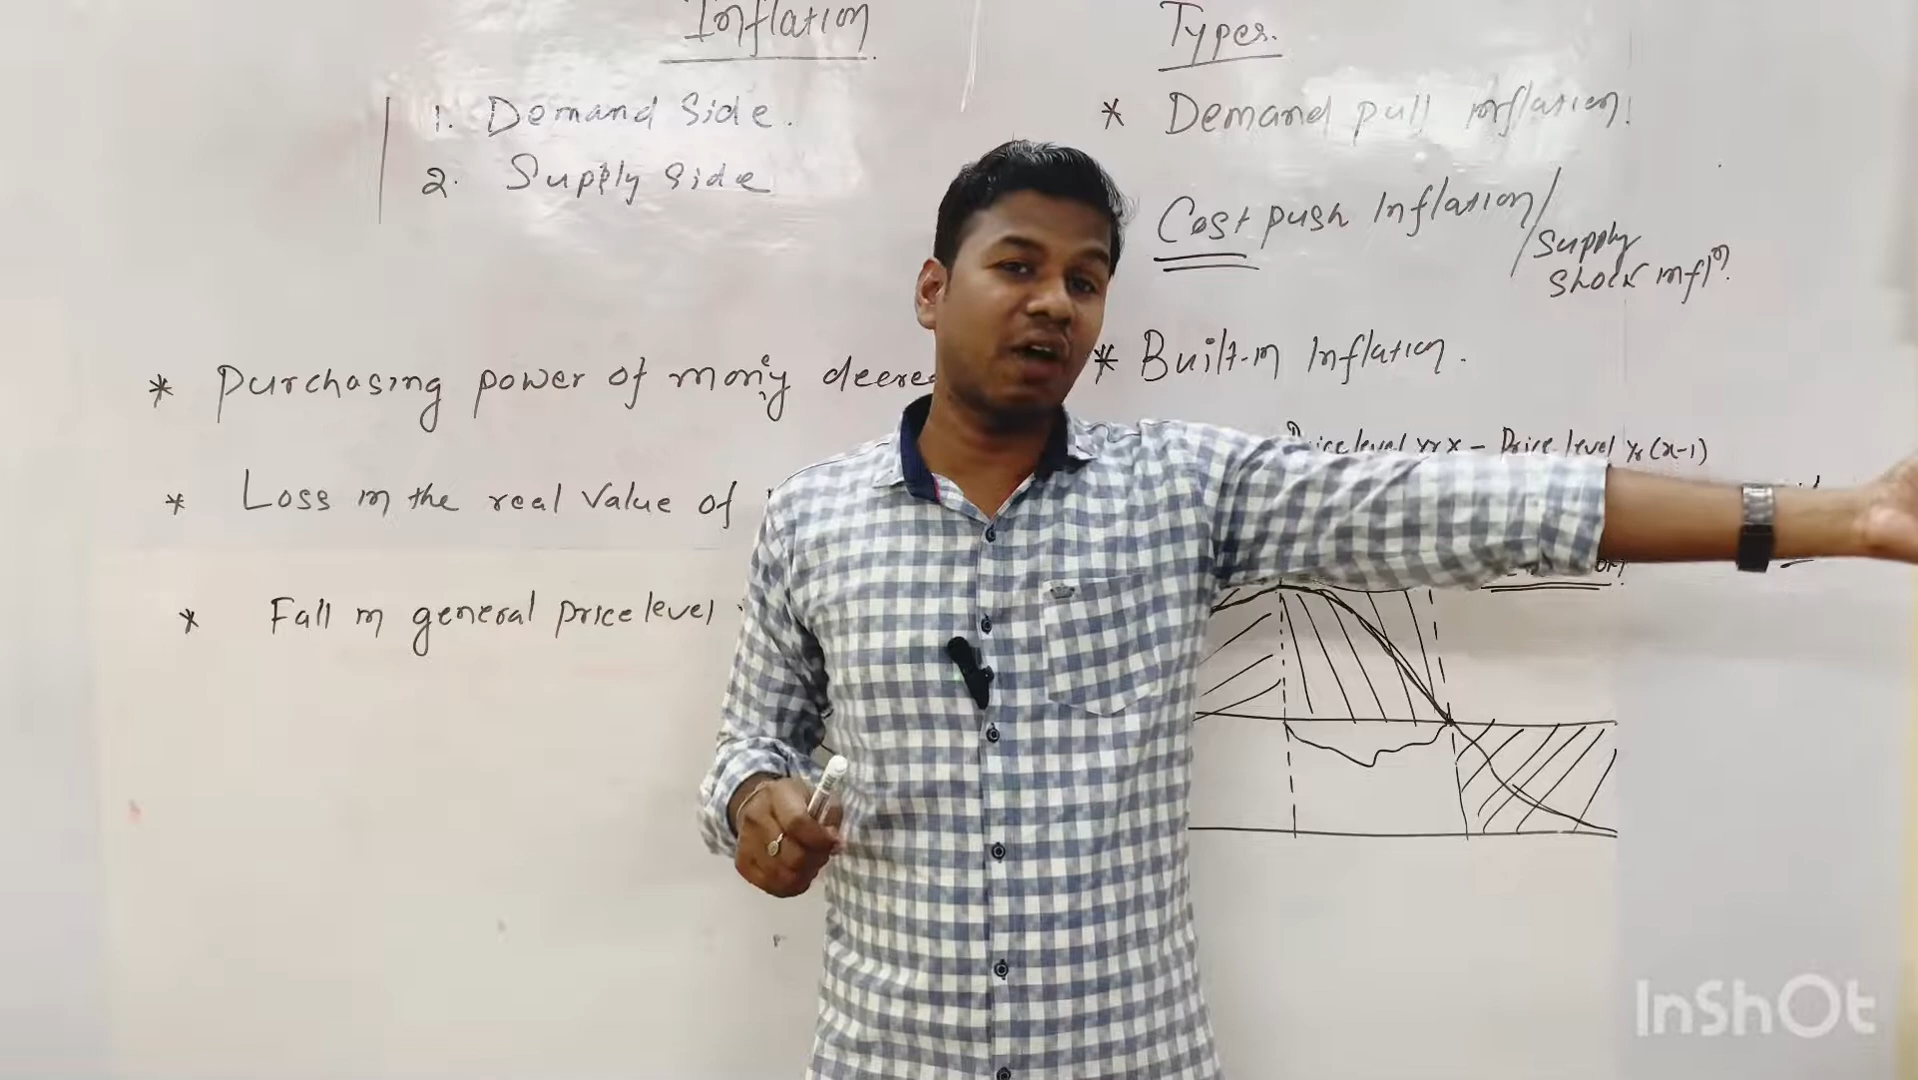 Inflation
1. Demand Side.
2. Supply Side
* Purchasing power of money
* Loss in the real value of
* Fall in general price level
Types.
* Demand pull inflation!
Cost push Inflation/
Supply
Shock infln.
* Built-in Inflation.
Price level yr x - Price level Yr (x-1)
InShOt